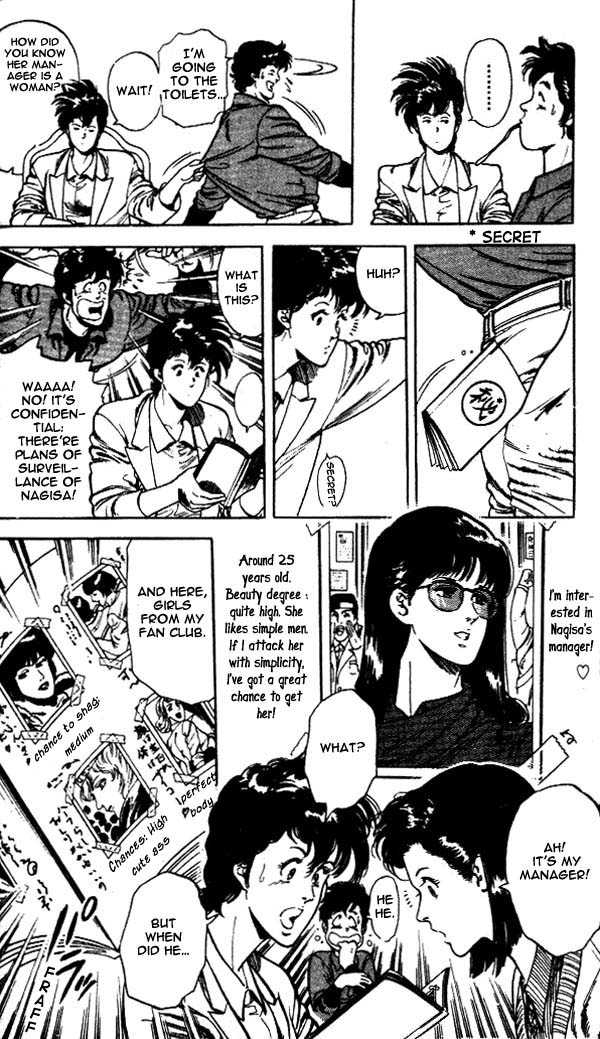 ........
I'M
GOING
TO THE
TOILETS...
WAIT!
HOW DID
YOU KNOW
HER MAN-
AGER IS A
WOMAN?
* SECRET
HUH?
SECRET?
WHAT
IS
THIS?
WAAAA!
NO! IT'S
CONFIDEN-
TIAL:
THERE'RE
PLANS OF
SURVEIL-
LANCE OF
NAGISA!
I'm inter-
ested in
Nagisa's
manager!
♡
Around 25
years old.
Beauty degree :
quite high. She
likes simple men.
If I attack her
with simplicity,
I've got a great
chance to get
her!
AND HERE,
GIRLS
FROM MY
FAN CLUB.
chance to shag:
medium
perfect
body
Chances: High
cute ass
WHAT?
AH!
IT'S MY
MANAGER!
HE
HE.
BUT
WHEN
DID HE...
FRAFF